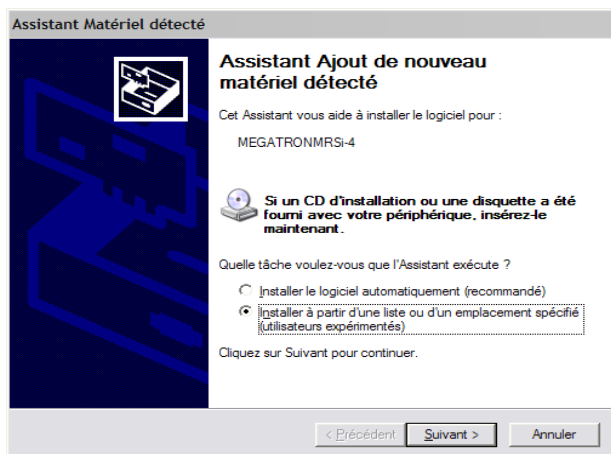 Assistant Matériel détecté
Assistant Ajout de nouveau
matériel détecté
Cet Assistant vous aide à installer le logiciel pour :
MEGATRONMRSi-4
Si un CD d'installation ou une disquette a été
fourni avec votre périphérique, insérez-le
maintenant.
Quelle tâche voulez-vous que l'Assistant exécute ?
Installer le logiciel automatiquement (recommandé)
Installer à partir d'une liste ou d'un emplacement spécifié
(utilisateurs expérimentés)
Cliquez sur Suivant pour continuer.
< Précédent Suivant > Annuler